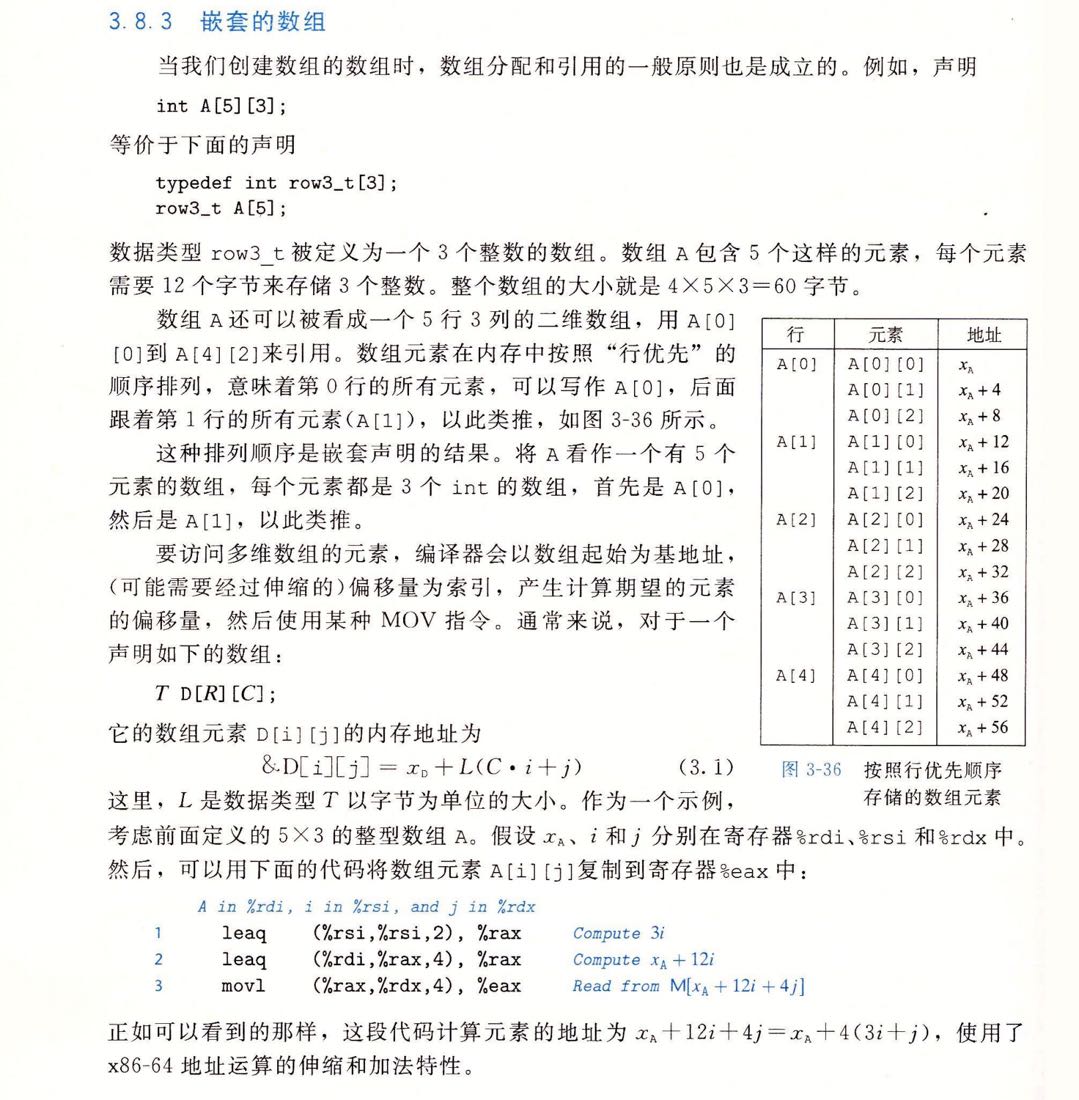 3.8.3 嵌套的数组
当我们创建数组的数组时，数组分配和引用的一般原则也是成立的。例如，声明
int A[5][3];
等价于下面的声明
typedef int row3_t[3];
row3_t A[5];
数据类型 row3_t 被定义为一个 3 个整数的数组。数组 A 包含 5 个这样的元素，每个元素
需要 12 个字节来存储 3 个整数。整个数组的大小就是 4×5×3=60 字节。
数组 A 还可以被看成一个 5 行 3 列的二维数组，用 A[0]
[0]到 A[4][2]来引用。数组元素在内存中按照“行优先”的
顺序排列，意味着第 0 行的所有元素，可以写作 A[0]，后面
跟着第 1 行的所有元素(A[1])，以此类推，如图 3-36 所示。
这种排列顺序是嵌套声明的结果。将 A 看作一个有 5 个
元素的数组，每个元素都是 3 个 int 的数组，首先是 A[0]，
然后是 A[1]，以此类推。
要访问多维数组的元素，编译器会以数组起始为基地址，
(可能需要经过伸缩的)偏移量为索引，产生计算期望的元素
的偏移量，然后使用某种 MOV 指令。通常来说，对于一个
声明如下的数组：
T D[R][C];
它的数组元素 D[i][j]的内存地址为
&D[i][j] = x_D + L(C·i+j) (3.1)
这里，L 是数据类型 T 以字节为单位的大小。作为一个示例，
行 元素 地址
A[0] A[0][0] x_A
A[0][1] x_A + 4
A[0][2] x_A + 8
A[1] A[1][0] x_A + 12
A[1][1] x_A + 16
A[1][2] x_A + 20
A[2] A[2][0] x_A + 24
A[2][1] x_A + 28
A[2][2] x_A + 32
A[3] A[3][0] x_A + 36
A[3][1] x_A + 40
A[3][2] x_A + 44
A[4] A[4][0] x_A + 48
A[4][1] x_A + 52
A[4][2] x_A + 56
图 3-36 按照行优先顺序
存储的数组元素
考虑前面定义的 5×3 的整型数组 A。假设 x_A、i 和 j 分别在寄存器%rdi、%rsi 和%rdx 中。
然后，可以用下面的代码将数组元素 A[i][j]复制到寄存器%eax 中：
A in %rdi, i in %rsi, and j in %rdx
1 leaq (%rsi,%rsi,2), %rax Compute 3i
2 leaq (%rdi,%rax,4), %rax Compute x_A + 12i
3 movl (%rax,%rdx,4), %eax Read from M[x_A + 12i + 4j]
正如可以看到的那样，这段代码计算元素的地址为 x_A+12i+4j=x_A+4(3i+j)，使用了
x86-64 地址运算的伸缩和加法特性。